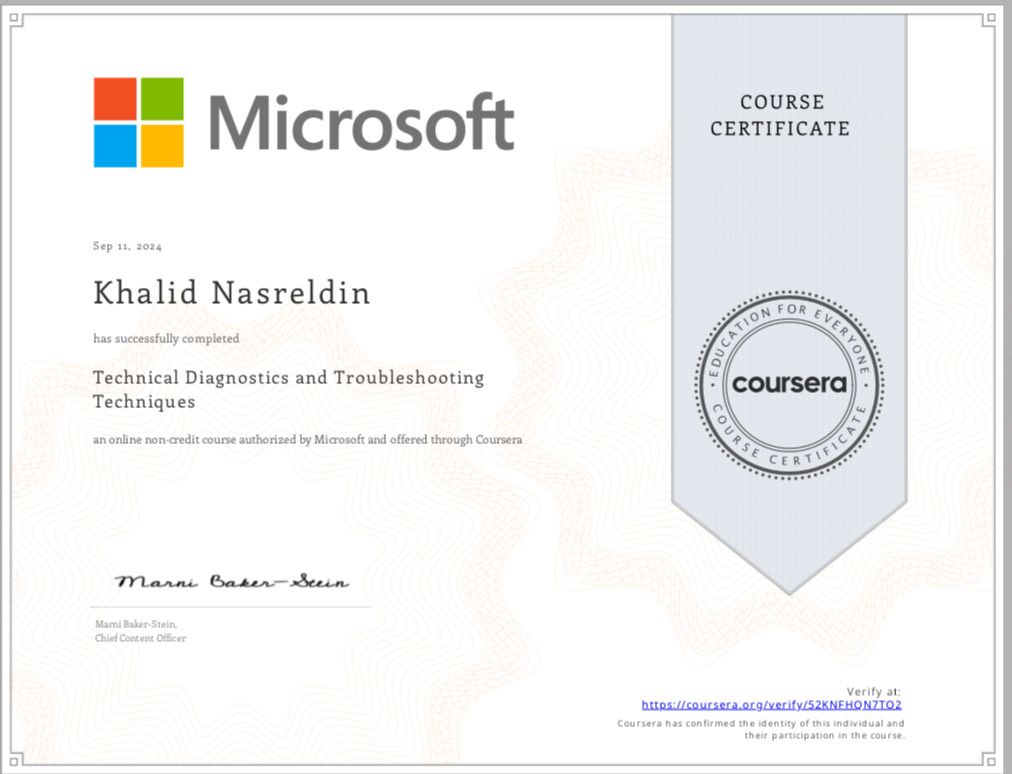 Microsoft
COURSE
CERTIFICATE
Sep 11, 2024
Khalid Nasreldin
has successfully completed
Technical Diagnostics and Troubleshooting
Techniques
an online non-credit course authorized by Microsoft and offered through Coursera
EDUCATION FOR EVERYONE
coursera
COURSE CERTIFICATE
Marni Baker-Stein
Marni Baker-Stein,
Chief Content Officer
Verify at:
https://coursera.org/verify/52KNFHQN7TO2
Coursera has confirmed the identity of this individual and
their participation in the course.